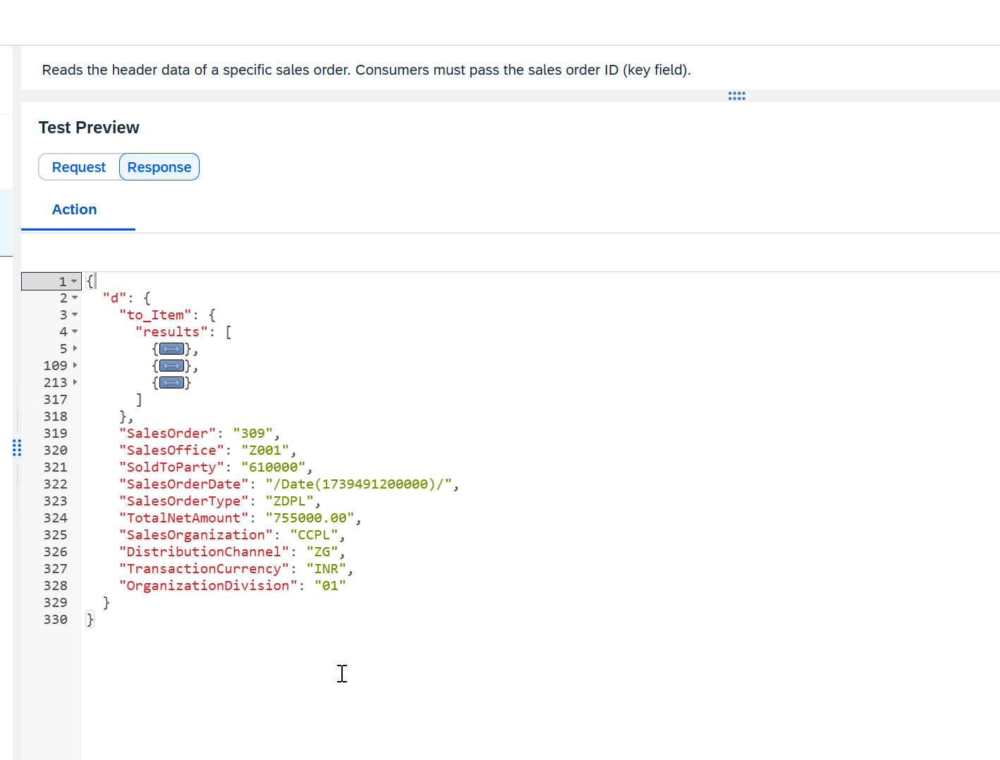 Reads the header data of a specific sales order. Consumers must pass the sales order ID (key field).
Test Preview
Request Response
Action
1 {
2 "d": {
3 "to_Item": {
4 "results": [
5 {},
109 {},
213 {}
317 ]
318 },
319 "SalesOrder": "309",
320 "SalesOffice": "Z001",
321 "SoldToParty": "610000",
322 "SalesOrderDate": "/Date(1739491200000)/",
323 "SalesOrderType": "ZDPL",
324 "TotalNetAmount": "755000.00",
325 "SalesOrganization": "CCPL",
326 "DistributionChannel": "ZG",
327 "TransactionCurrency": "INR",
328 "OrganizationDivision": "01"
329 }
330 }